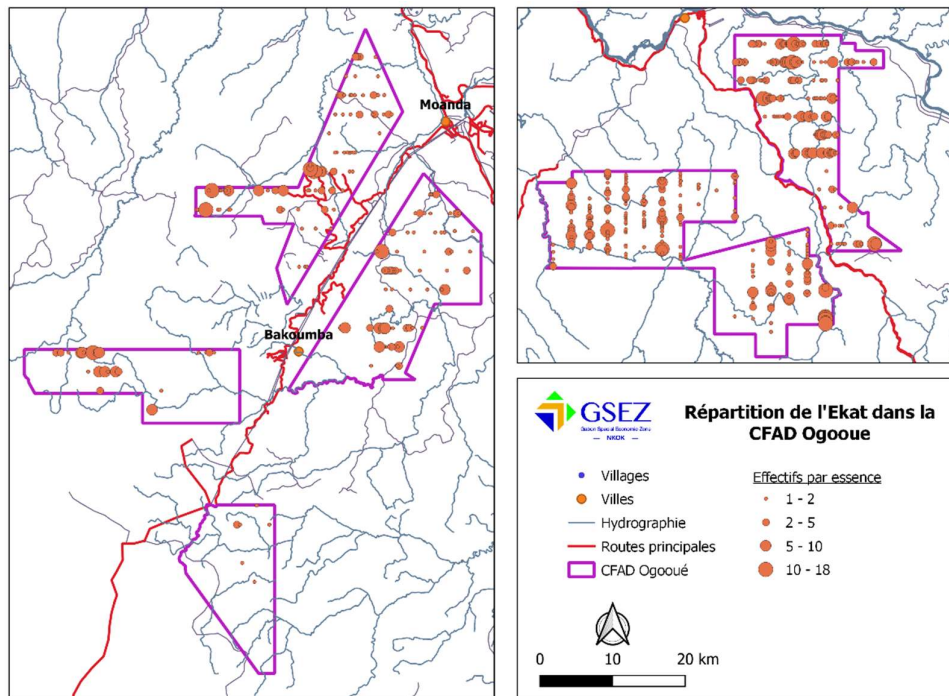 Moanda
Bakoumba
GSEZ
Gabon Special Economic Zone
— NKOK —
Répartition de l'Ekat dans la
CFAD Ogooue
Villages
Villes
Hydrographie
Routes principales
CFAD Ogooué
Effectifs par essence
1 - 2
2 - 5
5 - 10
10 - 18
0 10 20 km